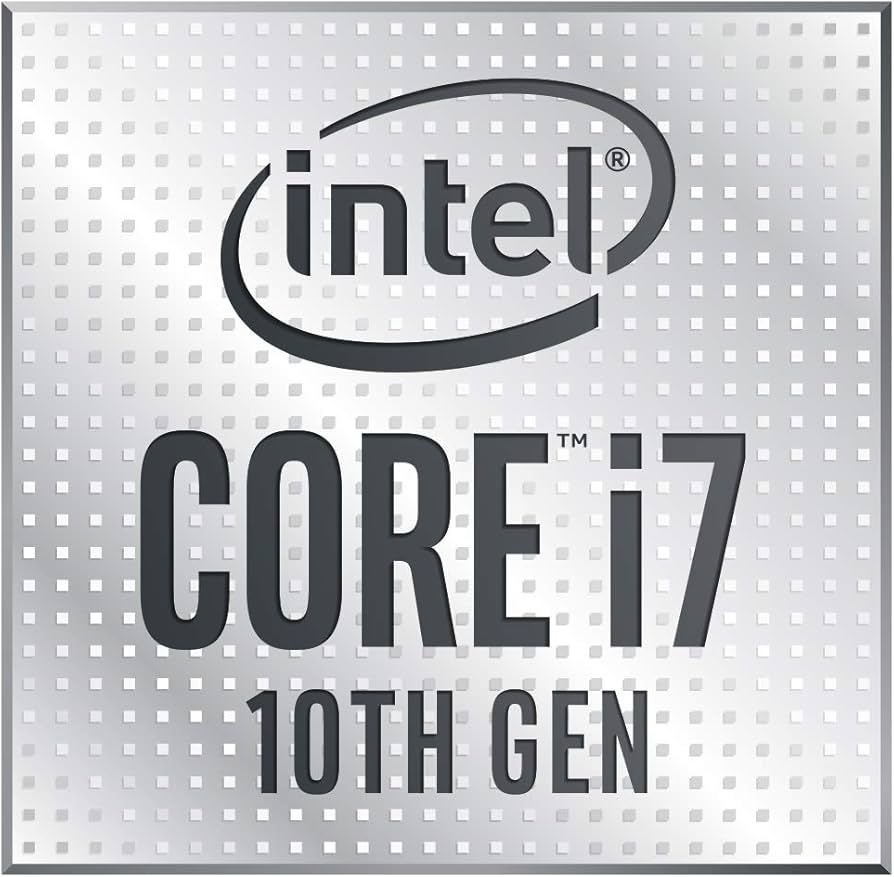 intel®
CORE™ i7
10TH GEN